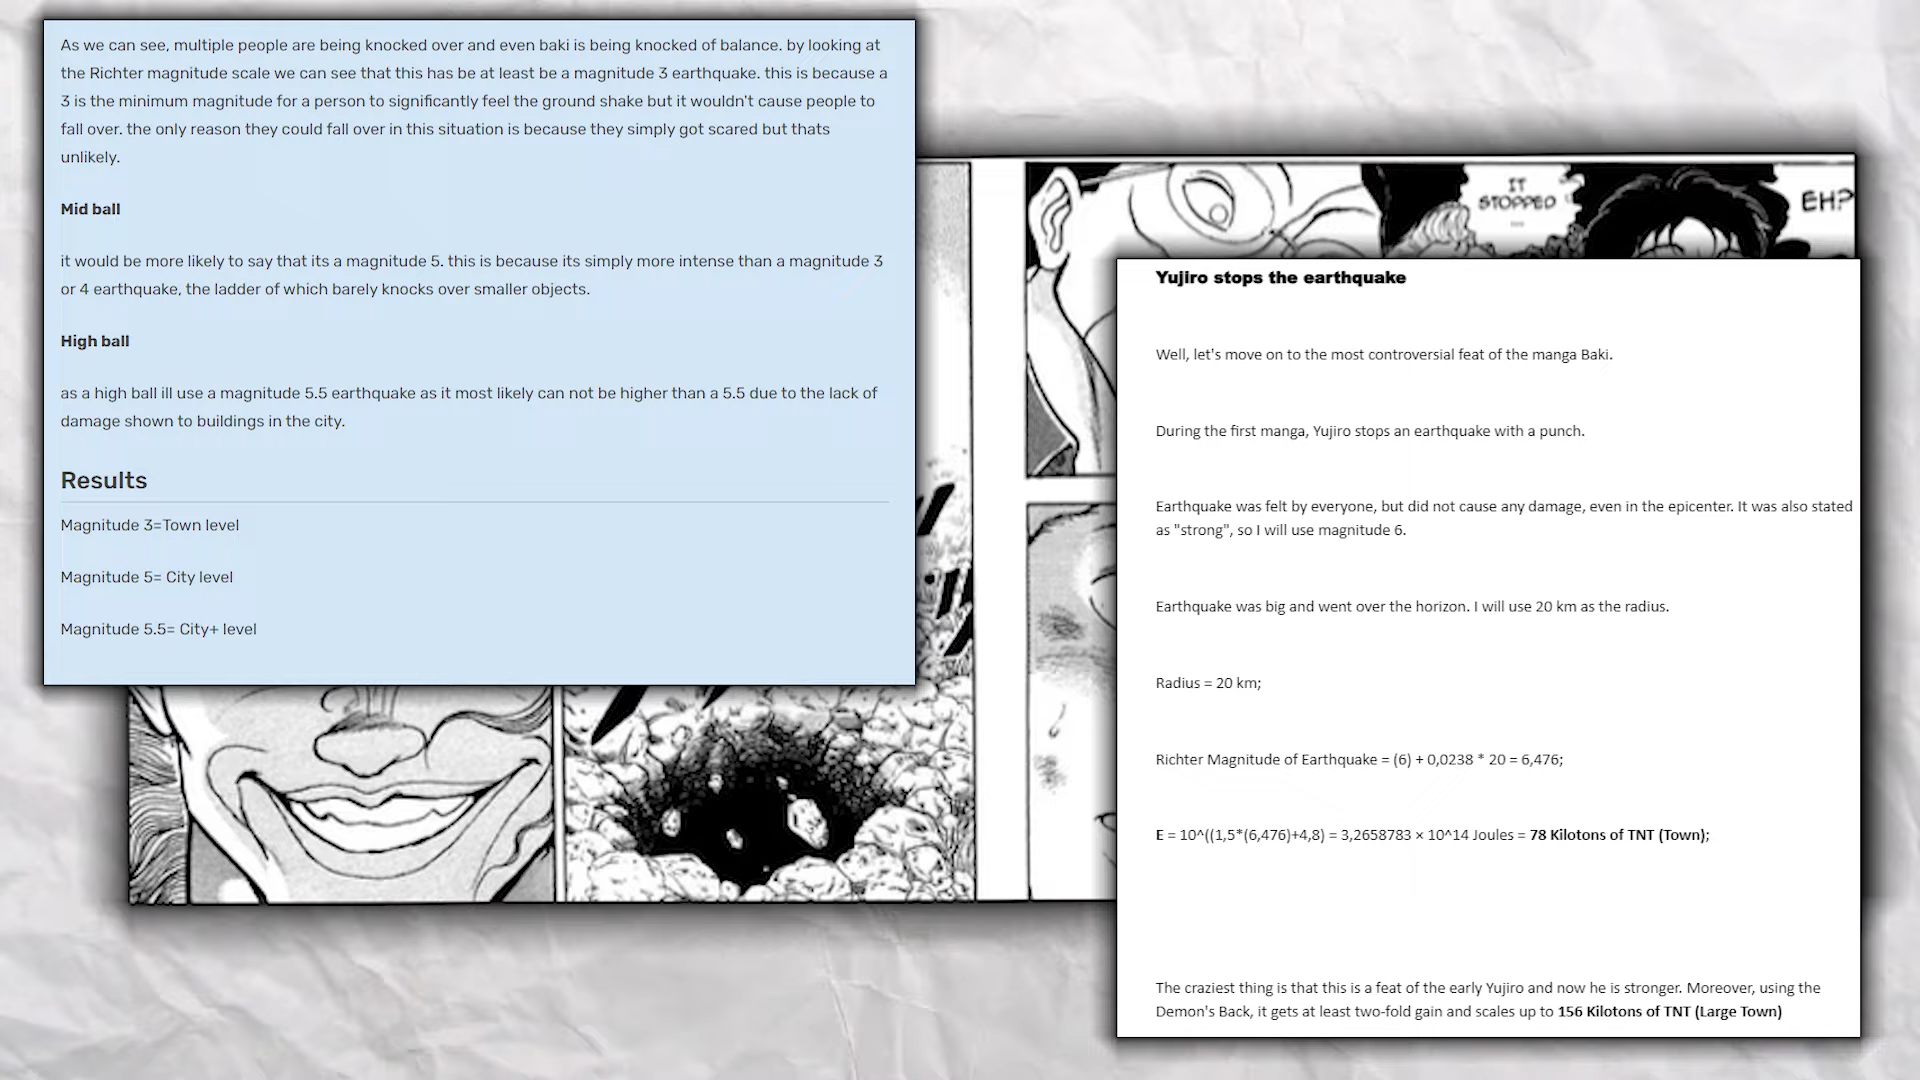 As we can see, multiple people are being knocked over and even baki is being knocked of balance. by looking at
the Richter magnitude scale we can see that this has be at least be a magnitude 3 earthquake. this is because a
3 is the minimum magnitude for a person to significantly feel the ground shake but it wouldn't cause people to
fall over. the only reason they could fall over in this situation is because they simply got scared but thats
unlikely.
Mid ball
it would be more likely to say that its a magnitude 5. this is because its simply more intense than a magnitude 3
or 4 earthquake, the ladder of which barely knocks over smaller objects.
High ball
as a high ball ill use a magnitude 5.5 earthquake as it most likely can not be higher than a 5.5 due to the lack of
damage shown to buildings in the city.
Results
Magnitude 3=Town level
Magnitude 5= City level
Magnitude 5.5= City+ level
IT
STOPPED
...
EH?
Yujiro stops the earthquake
Well, let's move on to the most controversial feat of the manga Baki.
During the first manga, Yujiro stops an earthquake with a punch.
Earthquake was felt by everyone, but did not cause any damage, even in the epicenter. It was also stated
as "strong", so I will use magnitude 6.
Earthquake was big and went over the horizon. I will use 20 km as the radius.
Radius = 20 km;
Richter Magnitude of Earthquake = (6) + 0,0238 * 20 = 6,476;
E = 10^((1,5*(6,476)+4,8) = 3,2658783 × 10^14 Joules = 78 Kilotons of TNT (Town);
The craziest thing is that this is a feat of the early Yujiro and now he is stronger. Moreover, using the
Demon's Back, it gets at least two-fold gain and scales up to 156 Kilotons of TNT (Large Town)